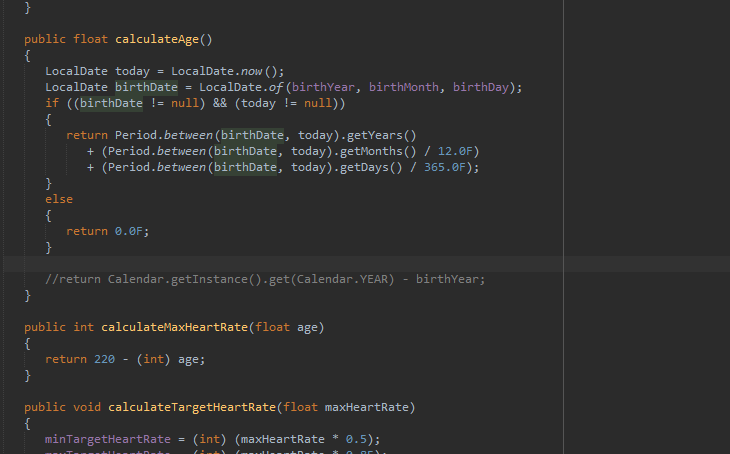 }
public float calculateAge()
{
LocalDate today = LocalDate.now();
LocalDate birthDate = LocalDate.of(birthYear, birthMonth, birthDay);
if ((birthDate != null) && (today != null))
{
return Period.between(birthDate, today).getYears()
+ (Period.between(birthDate, today).getMonths() / 12.0F)
+ (Period.between(birthDate, today).getDays() / 365.0F);
}
else
{
return 0.0F;
}
//return Calendar.getInstance().get(Calendar.YEAR) - birthYear;
}
public int calculateMaxHeartRate(float age)
{
return 220 - (int) age;
}
public void calculateTargetHeartRate(float maxHeartRate)
{
minTargetHeartRate = (int) (maxHeartRate * 0.5);